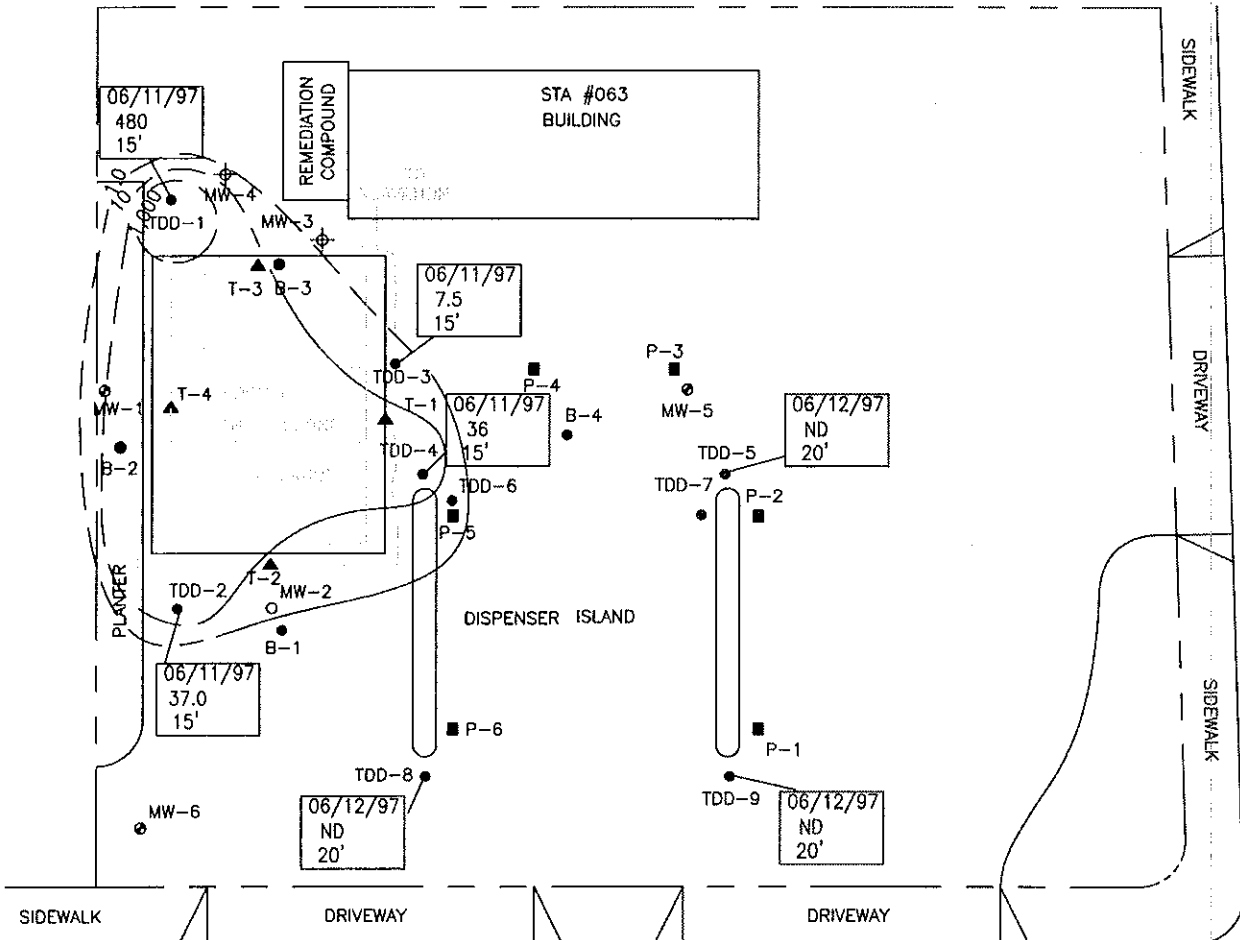 SIDEWALK
STA #063
BUILDING
REMEDIATION
COMPOUND
06/11/97
480
15'
1.0
10
MW-4
TDD-1
MW-3
T-3
B-3
06/11/97
7.5
15'
TDD-3
P-4
P-3
MW-5
DRIVEWAY
MW-1
T-4
T-1
06/11/97
36
15'
B-4
06/12/97
ND
20'
B-2
TDD-4
TDD-5
TDD-6
TDD-7
P-2
P-5
T-2
MW-2
TDD-2
PLANTER
B-1
DISPENSER ISLAND
06/11/97
37.0
15'
SIDEWALK
P-6
P-1
TDD-8
TDD-9
06/12/97
ND
20'
06/12/97
ND
20'
MW-6
SIDEWALK
DRIVEWAY
DRIVEWAY